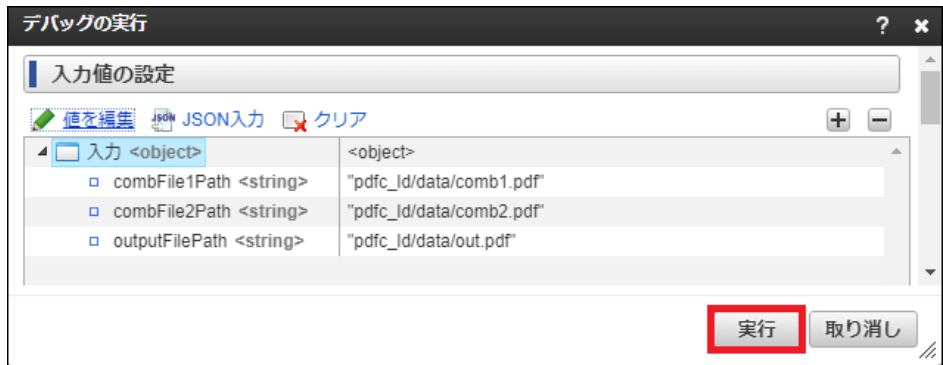 デバッグの実行 ? ×
入力値の設定
値を編集 JSON JSON入力 クリア + −
入力 <object> <object>
combFile1Path <string> "pdfc_ld/data/comb1.pdf"
combFile2Path <string> "pdfc_ld/data/comb2.pdf"
outputFilePath <string> "pdfc_ld/data/out.pdf"
実行 取り消し